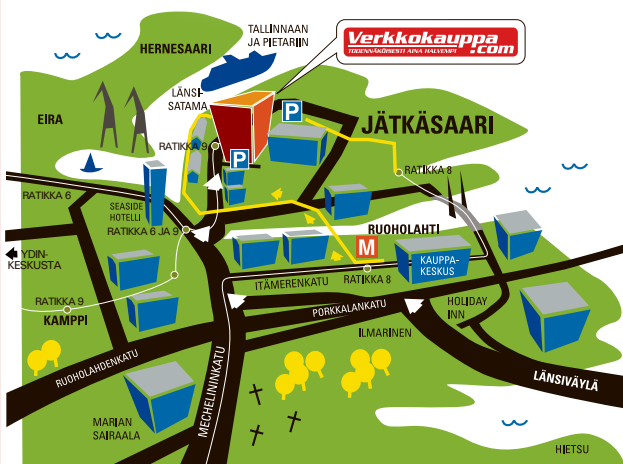 TALLINNAAN
JA PIETARIIN
Verkkokauppa
.com
TODENNÄKÖISESTI AINA HALVEMPI
HERNESAARI
LÄNSI-
SATAMA
P
EIRA
JÄTKÄSAARI
RATIKKA 9
P
RATIKKA 8
RATIKKA 6
SEASIDE
HOTELLI
RATIKKA 6 JA 9
RUOHOLAHTI
M
YDIN-
KESKUSTA
KAUPPA-
KESKUS
ITÄMERENKATU
RATIKKA 8
RATIKKA 9
KAMPPI
PORKKALANKATU
HOLIDAY
INN
ILMARINEN
RUOHOLAHDENKATU
MECHELININKATU
LÄNSIVÄYLÄ
MARIAN
SAIRAALA
HIETSU